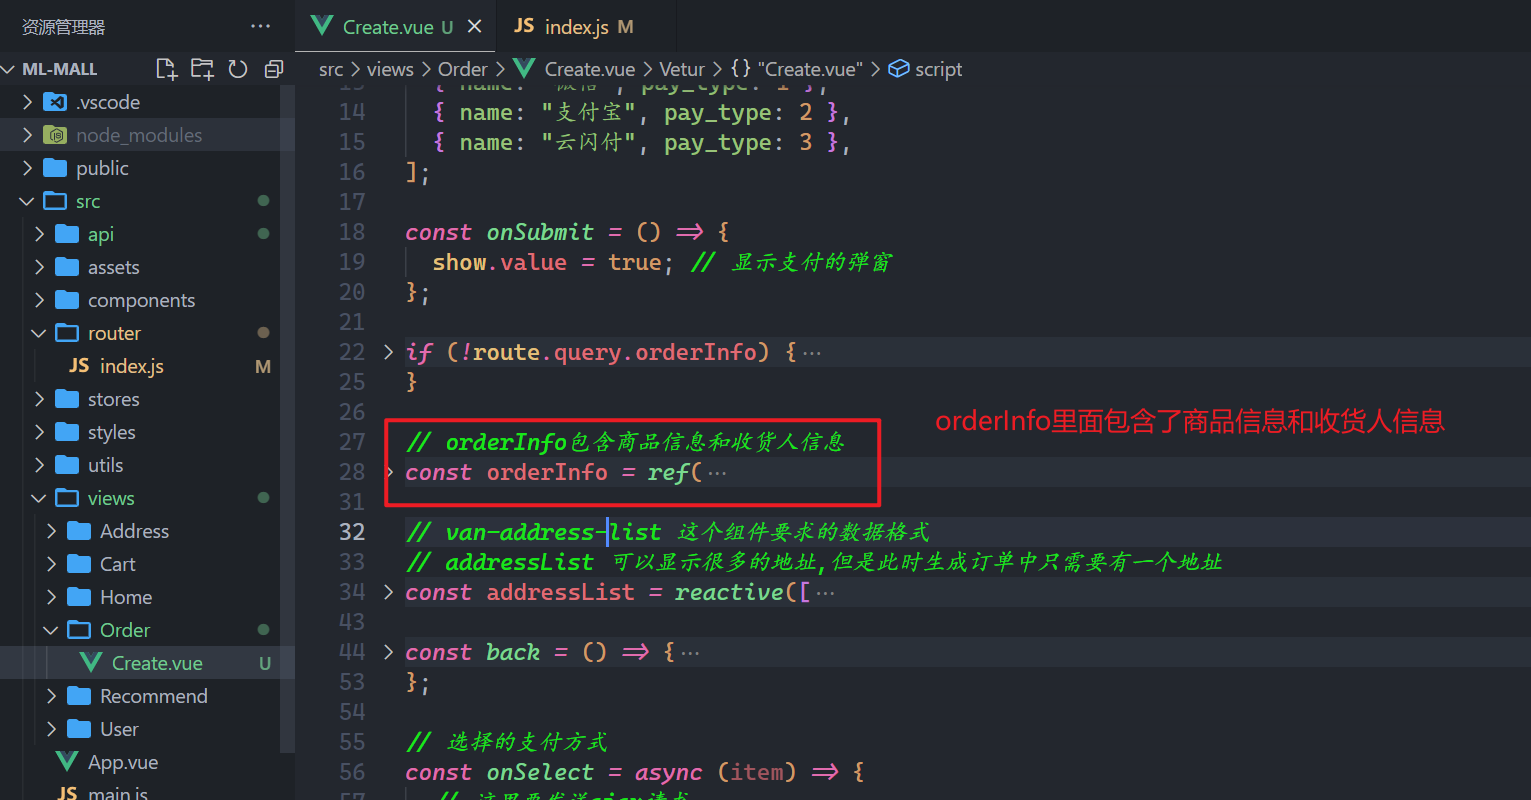 资源管理器 ···
Create.vue U ×
JS index.js M
ML-MALL
src > views > Order > Create.vue > Vetur > {} "Create.vue" > script
.vscode
node_modules
public
src
api
assets
components
router
JS index.js M
stores
styles
utils
views
Address
Cart
Home
Order
Create.vue U
Recommend
User
App.vue
JS main.js
13 { name: "微信", pay_type: 1 },
14 { name: "支付宝", pay_type: 2 },
15 { name: "云闪付", pay_type: 3 },
16 ];
17
18 const onSubmit = () => {
19 show.value = true; // 显示支付的弹窗
20 };
21
22 if (!route.query.orderInfo) { ···
25 }
26
27 // orderInfo包含商品信息和收货人信息
28 const orderInfo = ref( ···
31
32 // van-address-list 这个组件要求的数据格式
33 // addressList 可以显示很多的地址,但是此时生成订单中只需要有一个地址
34 const addressList = reactive([ ···
43
44 const back = () => { ···
53 };
54
55 // 选择的支付方式
56 const onSelect = async (item) => {
57
orderInfo里面包含了商品信息和收货人信息